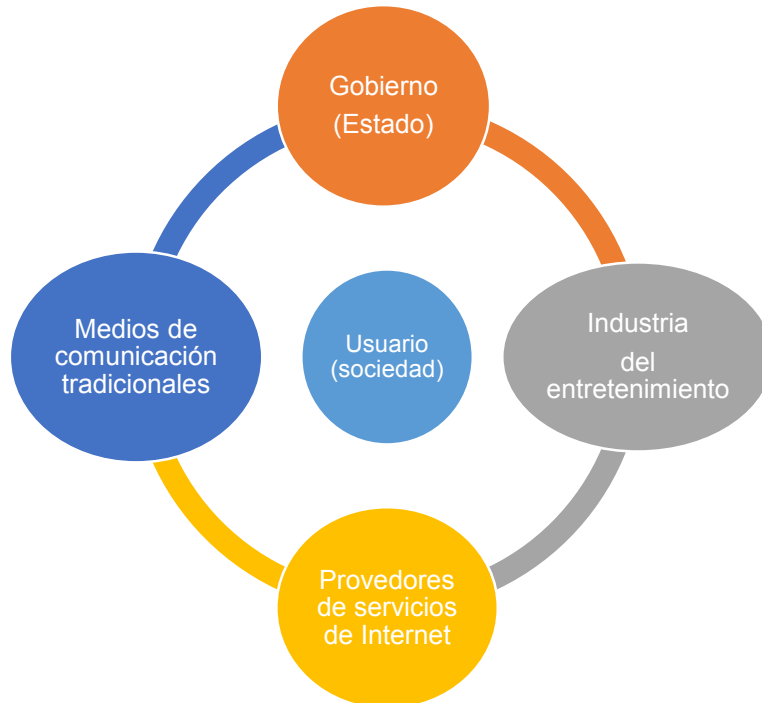 Gobierno
(Estado)
Medios de
comunicación
tradicionales
Usuario
(sociedad)
Industria
del
entretenimiento
Provedores
de servicios
de Internet